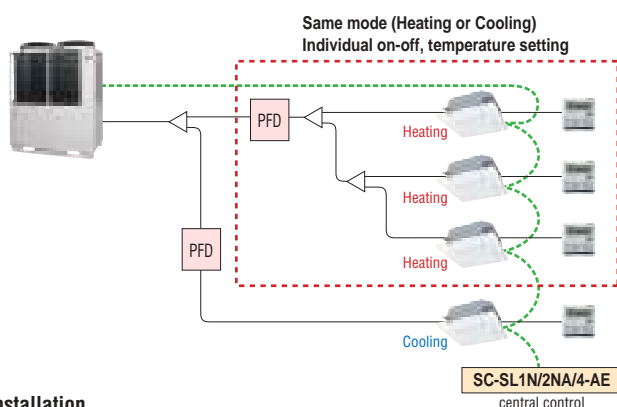 Same mode (Heating or Cooling)
Individual on-off, temperature setting
PFD
Heating
Heating
PFD
Heating
Cooling
SC-SL1N/2NA/4-AE
central control
nstallation